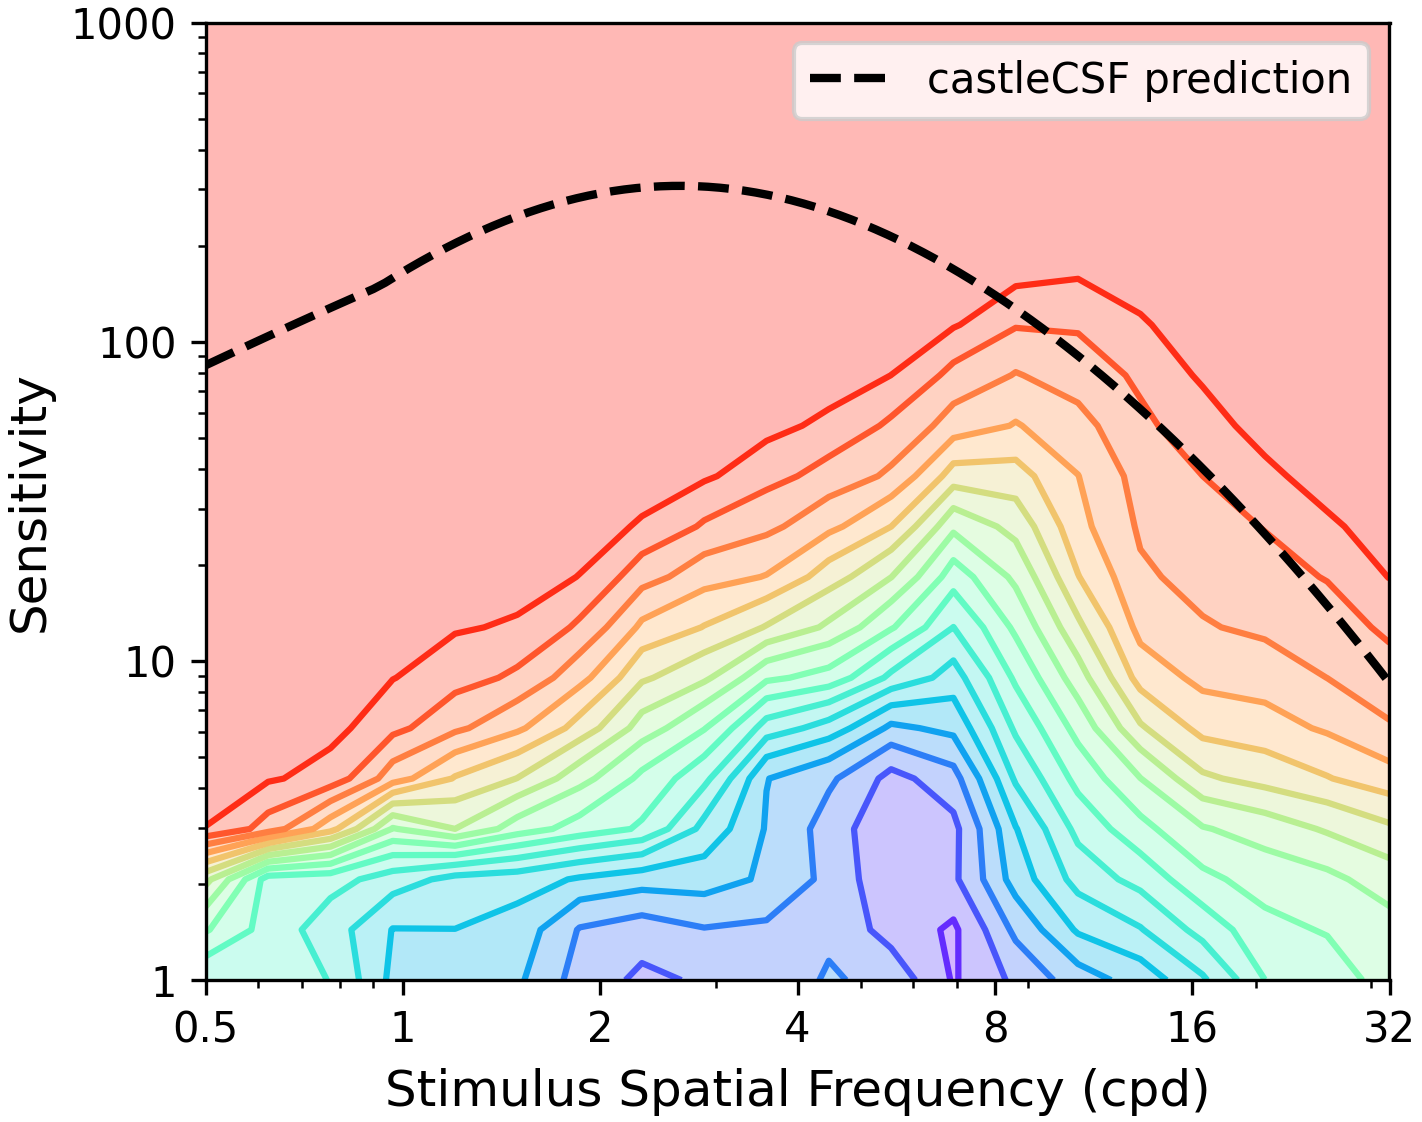 1000
100
10
1
Sensitivity
castleCSF prediction
0.5 1 2 4 8 16 32
Stimulus Spatial Frequency (cpd)